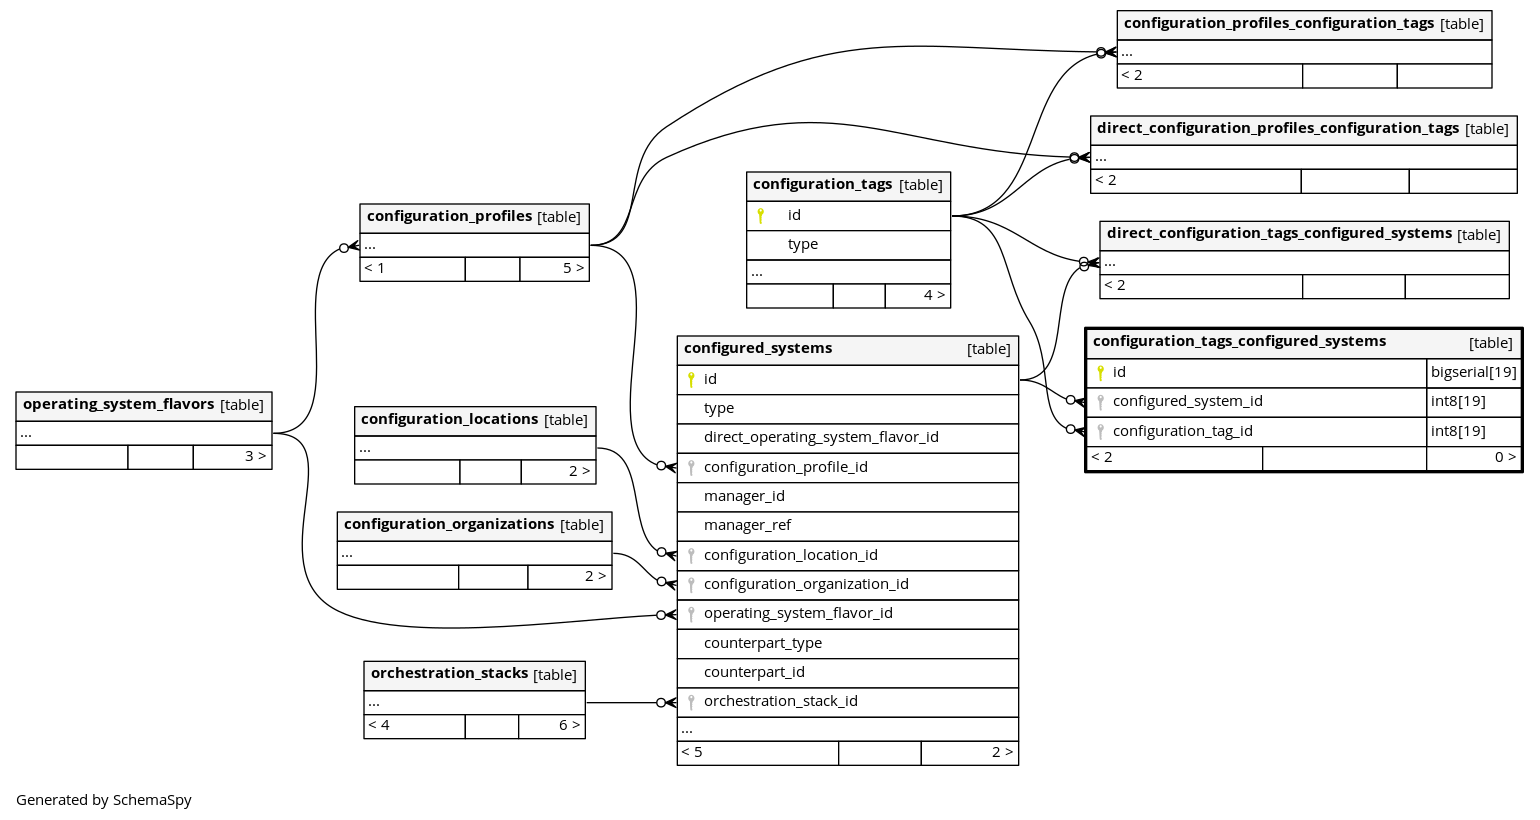 configuration_profiles_configuration_tags [table]
...
< 2
direct_configuration_profiles_configuration_tags [table]
...
< 2
configuration_tags [table]
id
type
...
4 >
configuration_profiles [table]
...
< 1 5 >
direct_configuration_tags_configured_systems [table]
...
< 2
configuration_tags_configured_systems [table]
id bigserial[19]
configured_system_id int8[19]
configuration_tag_id int8[19]
< 2 0 >
configured_systems [table]
id
type
direct_operating_system_flavor_id
configuration_profile_id
manager_id
manager_ref
configuration_location_id
configuration_organization_id
operating_system_flavor_id
counterpart_type
counterpart_id
orchestration_stack_id
...
< 5 2 >
operating_system_flavors [table]
...
3 >
configuration_locations [table]
...
2 >
configuration_organizations [table]
...
2 >
orchestration_stacks [table]
...
< 4 6 >
Generated by SchemaSpy